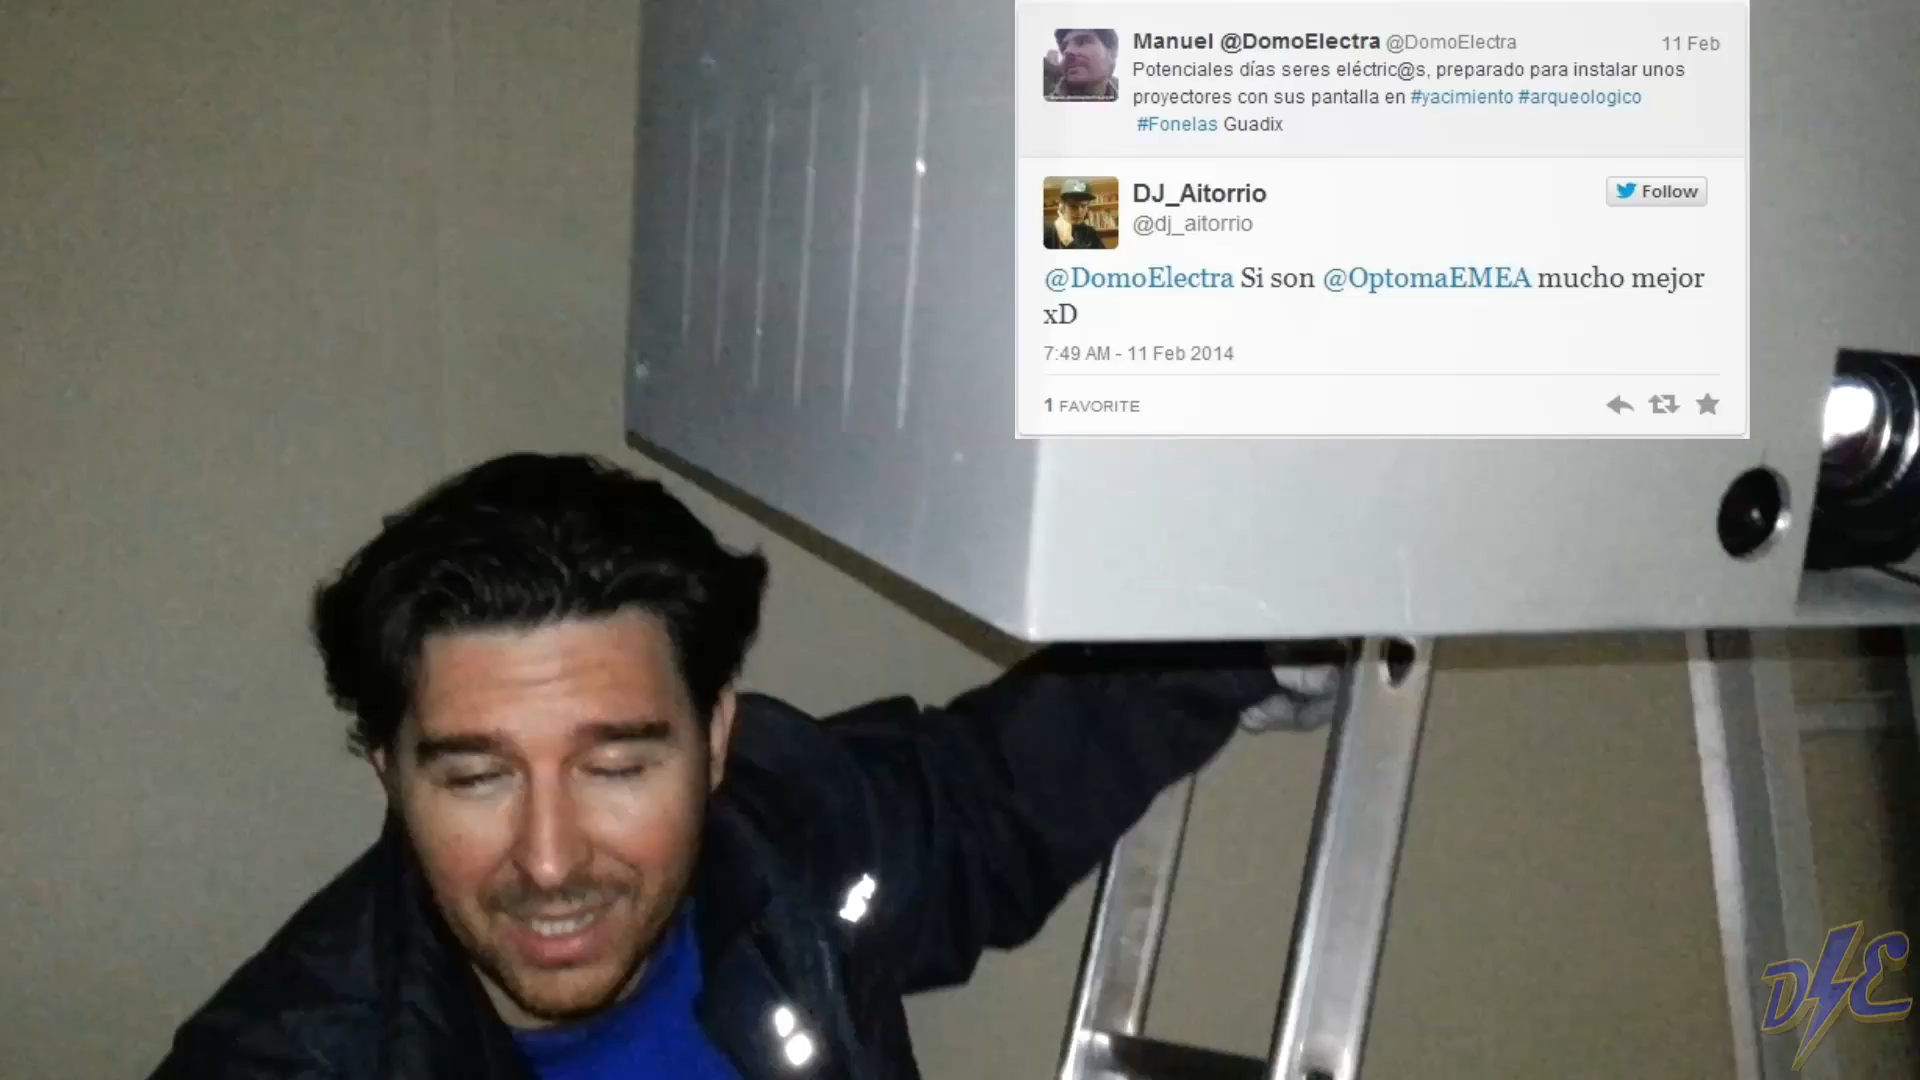 Manuel @DomoElectra @DomoElectra 11 Feb
Potenciales días seres eléctric@s, preparado para instalar unos
proyectores con sus pantalla en #yacimiento #arqueologico
#Fonelas Guadix
DJ_Aitorrio
Follow
@dj_aitorrio
@DomoElectra Si son @OptomaEMEA mucho mejor
xD
7:49 AM - 11 Feb 2014
1 FAVORITE
DE